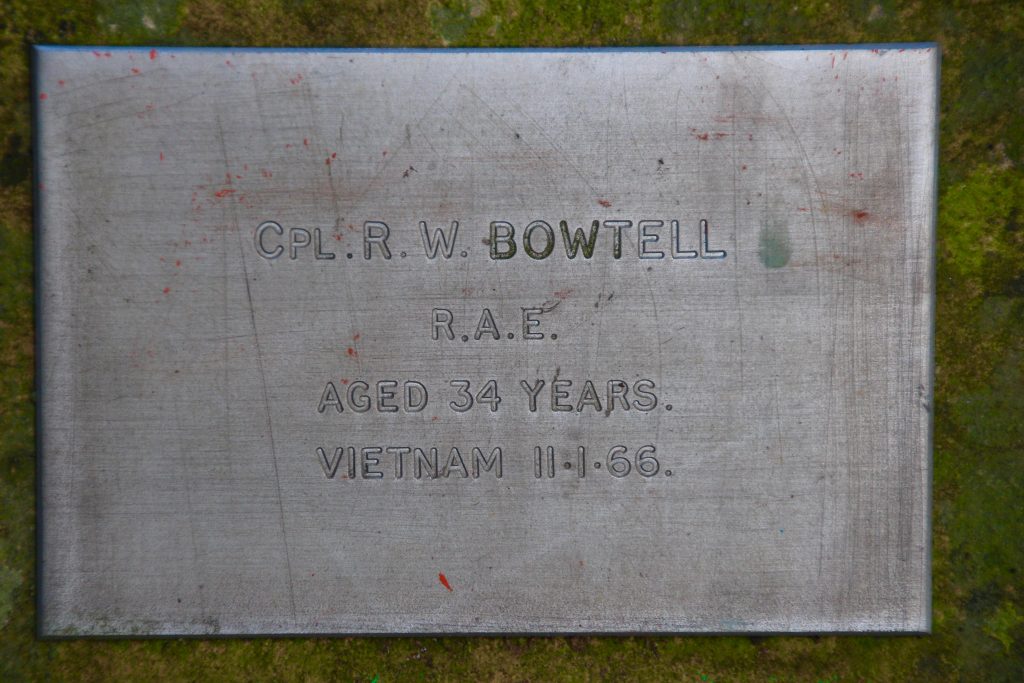 CPL. R. W. BOWTELL
R.A.E.
AGED 34 YEARS.
VIETNAM 11·1·66.